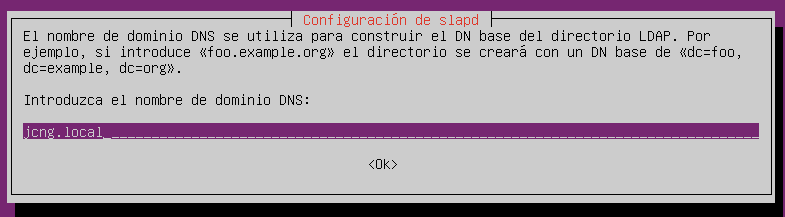 Configuración de slapd
El nombre de dominio DNS se utiliza para construir el DN base del directorio LDAP. Por
ejemplo, si introduce «foo.example.org» el directorio se creará con un DN base de «dc=foo,
dc=example, dc=org».
Introduzca el nombre de dominio DNS:
jcng.local
<Ok>